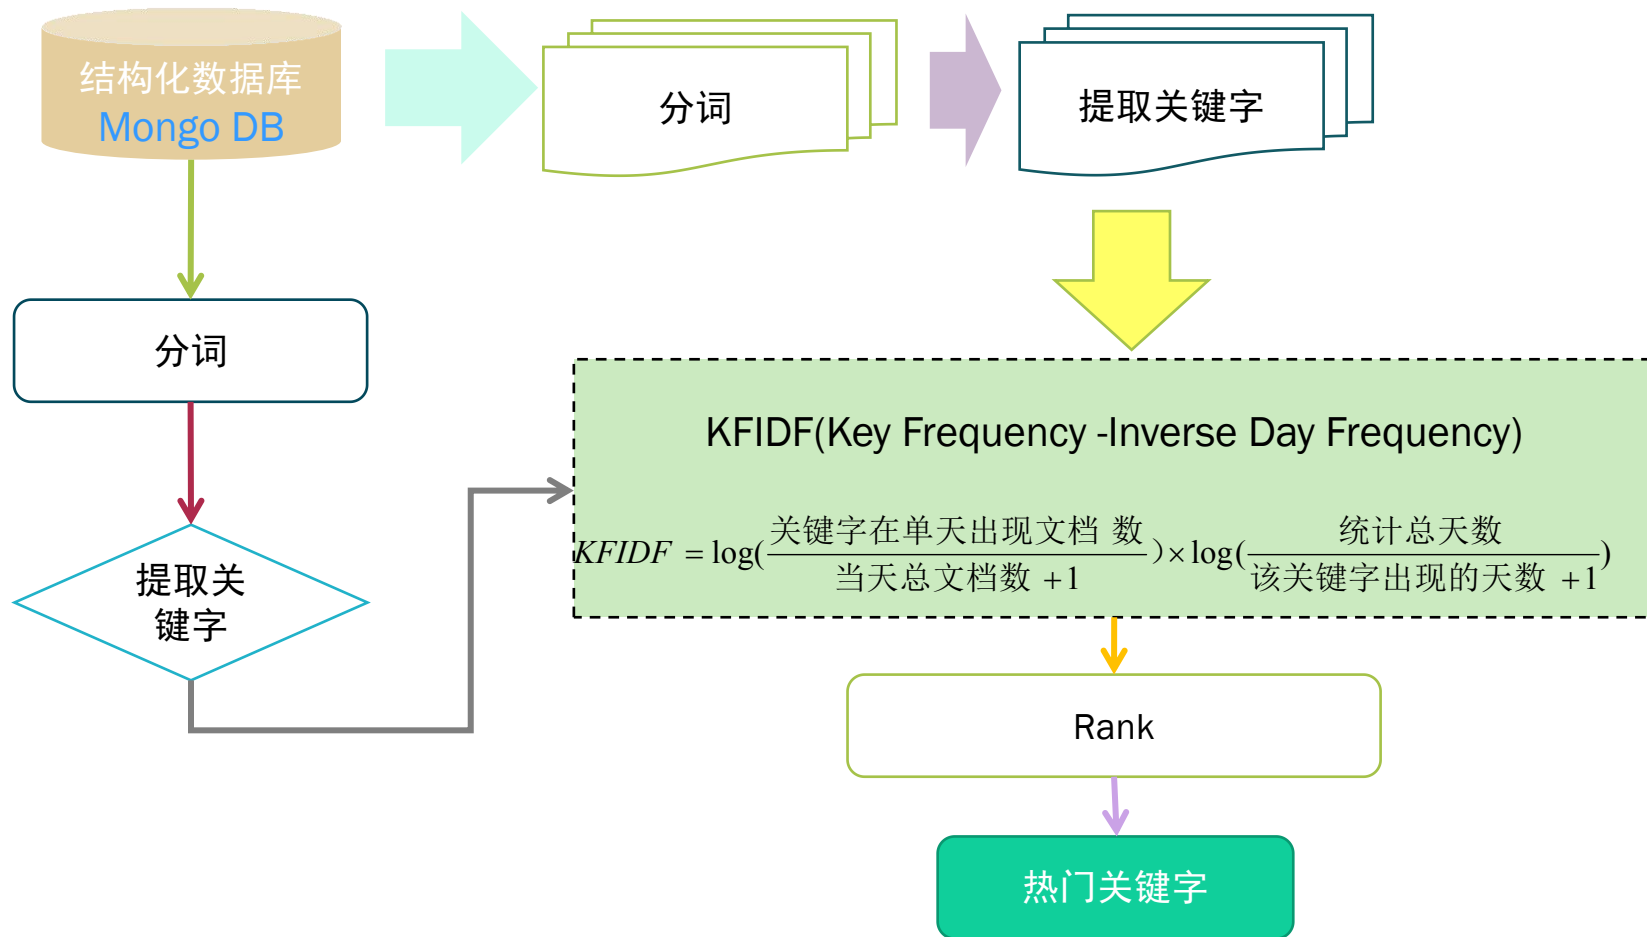 结构化数据库
Mongo DB
分词
提取关键字
分词
提取关
键字
KFIDF(Key Frequency -Inverse Day Frequency)
KFIDF = log(关键字在单天出现文档 数 / 当天总文档数 +1) × log(统计总天数 / 该关键字出现的天数 +1)
Rank
热门关键字